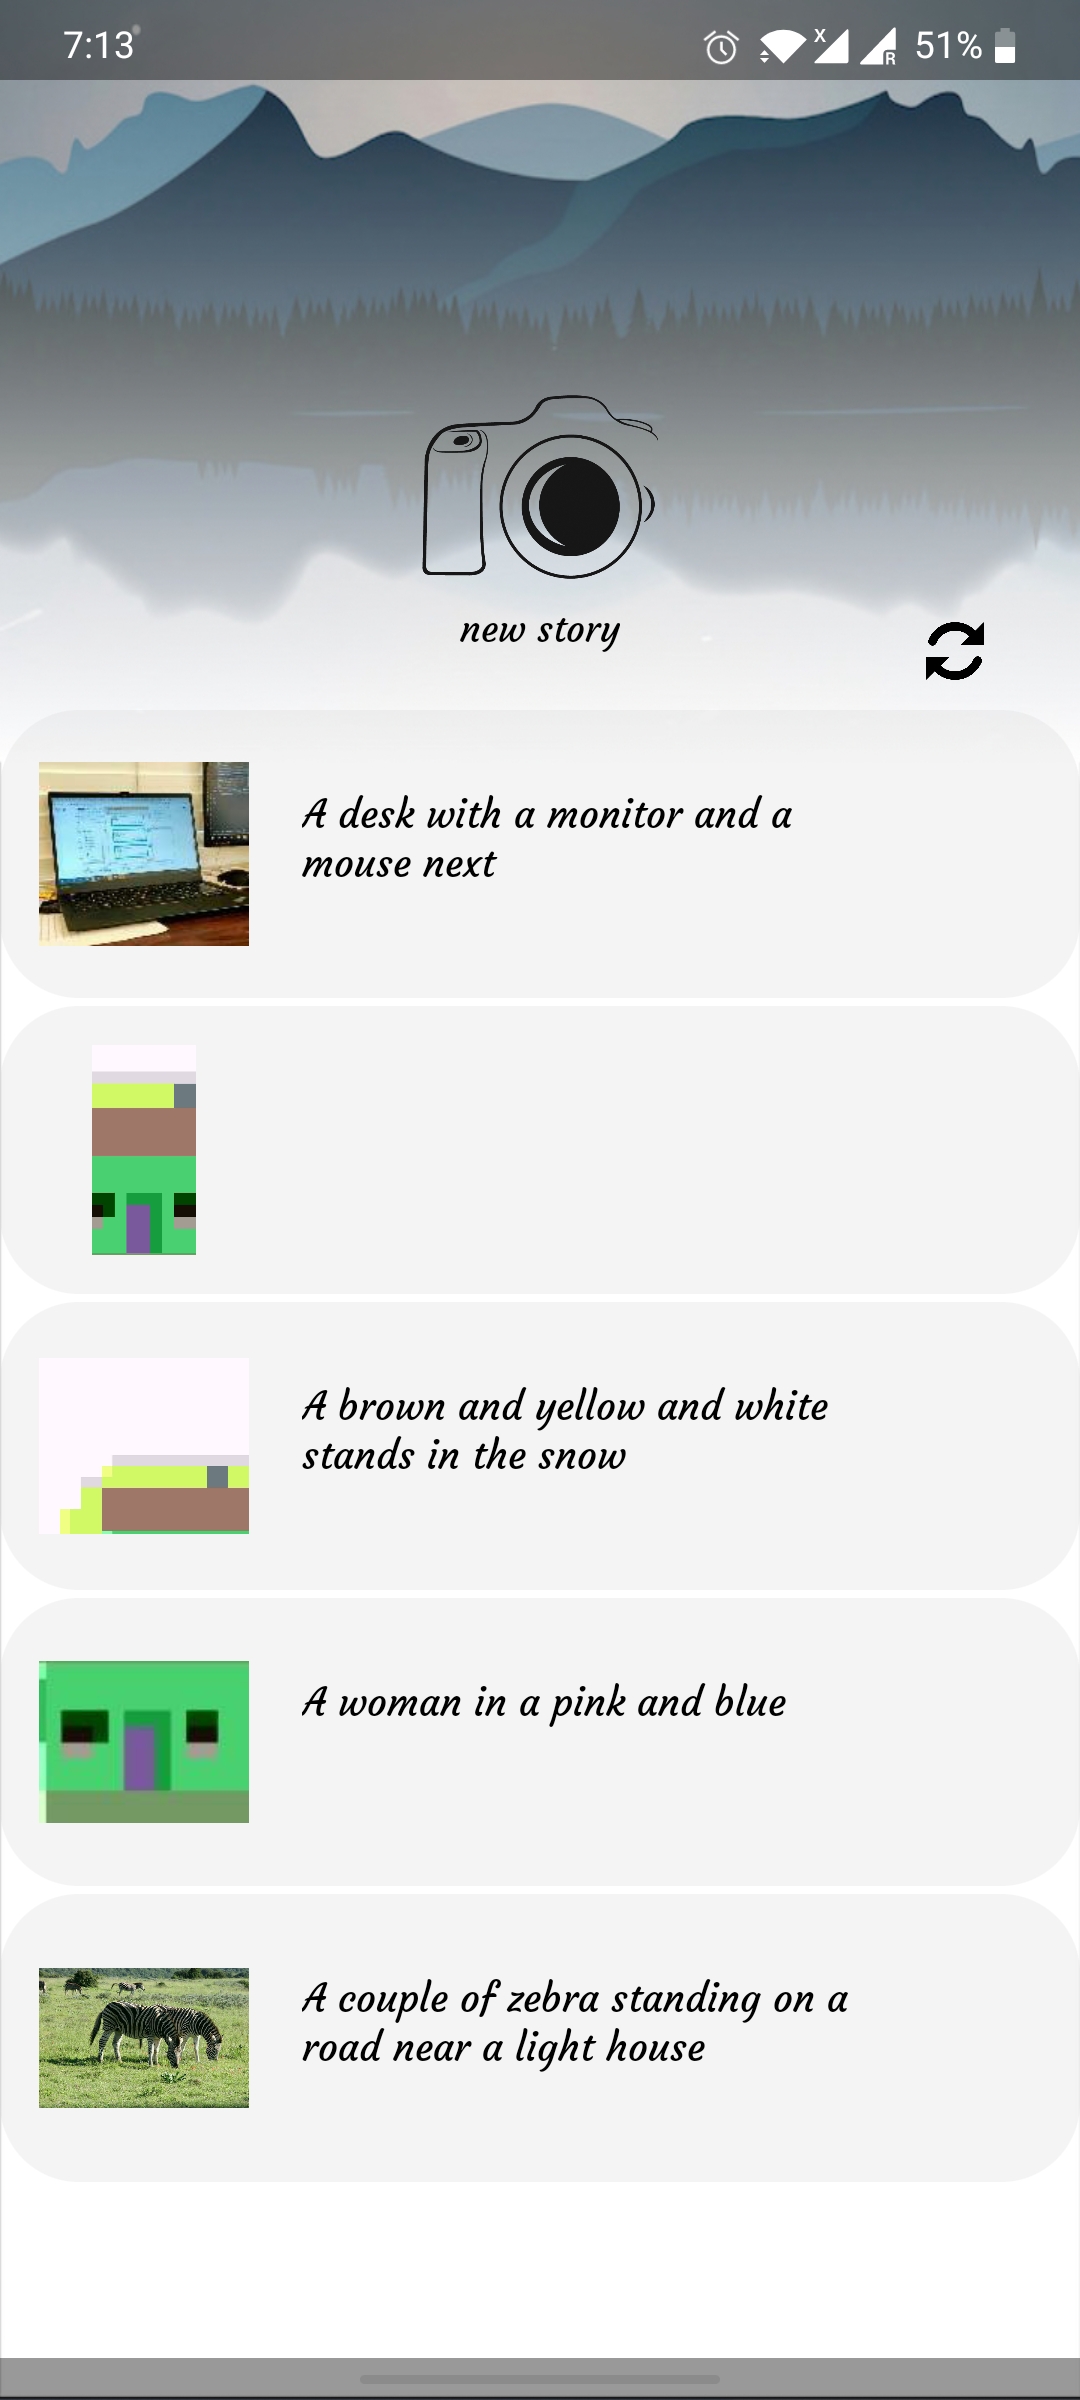 7:13
X R 51%
new story
A desk with a monitor and a
mouse next
A brown and yellow and white
stands in the snow
A woman in a pink and blue
A couple of zebra standing on a
road near a light house